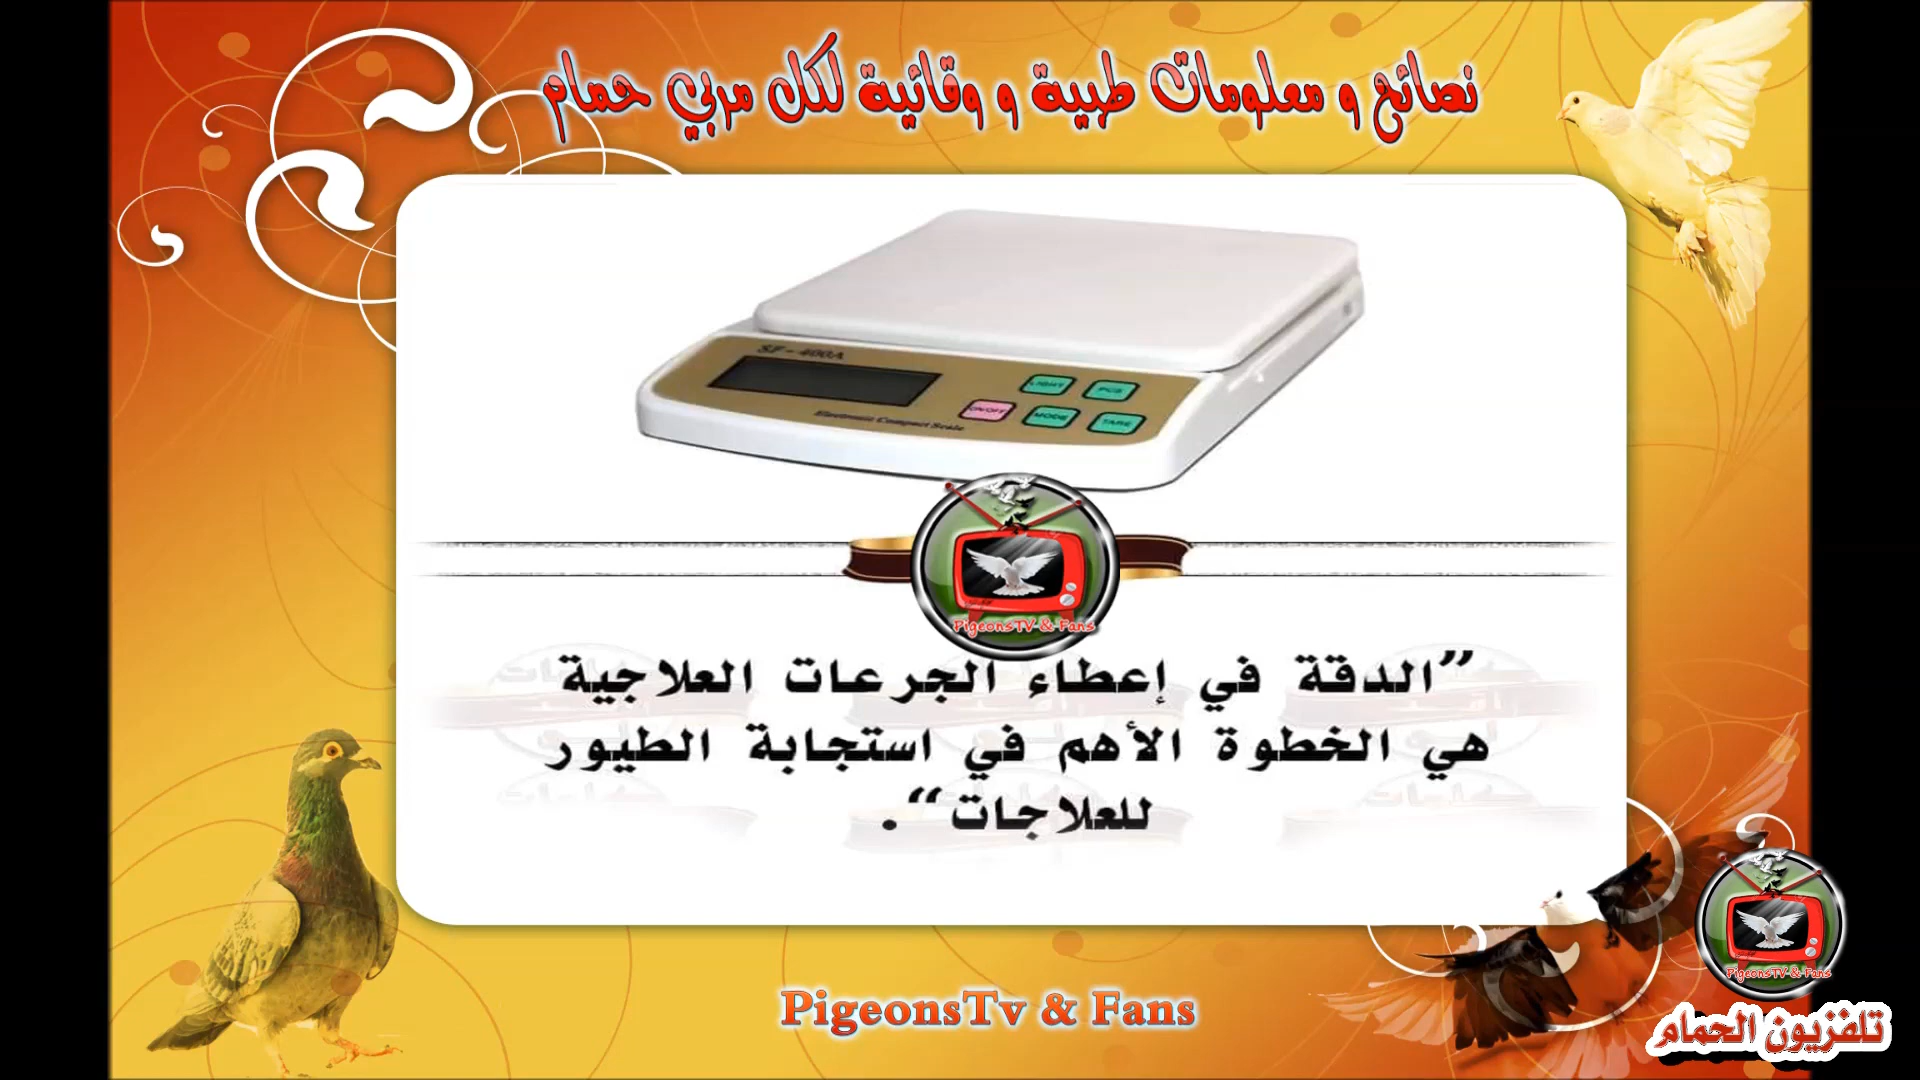 نصائح و معلومات طبية و وقائية لكل مربي حمام
SF - 400A
LIGHT
PCS
ON/OFF
MODE
TARE
Electronic Compact Scale
PigeonsTV & Fans
”الدقة في إعطاء الجرعات العلاجية
هي الخطوة الأهم في استجابة الطيور
للعلاجات“.
PigeonsTV & Fans
PigeonsTv & Fans
تلفزيون الحمام